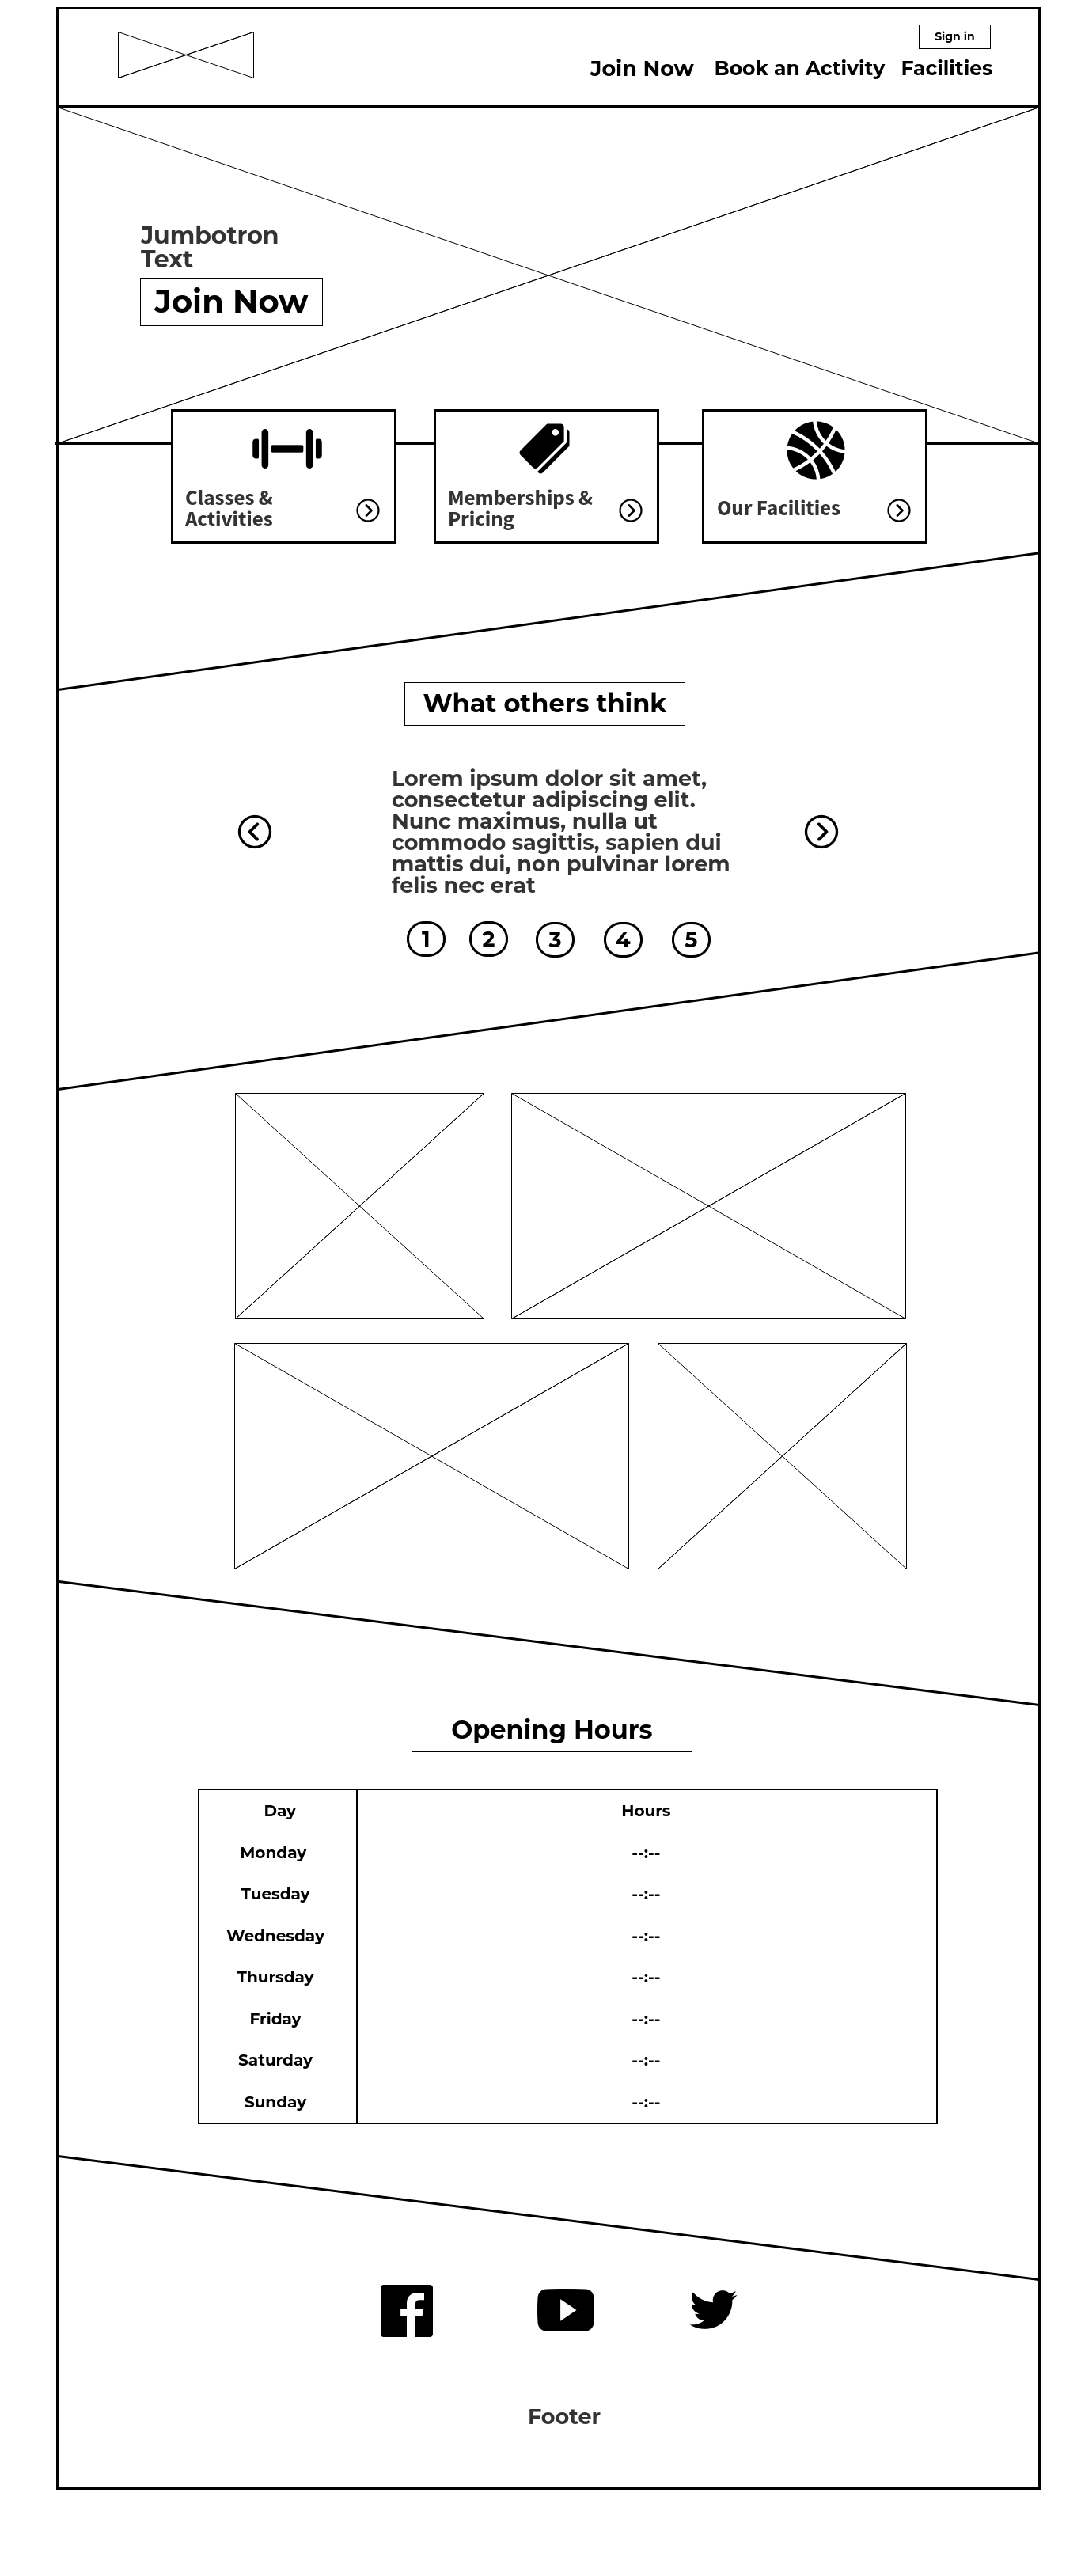 Sign in
Join Now Book an Activity Facilities
Jumbotron
Text
Join Now
Classes &
Activities
Memberships &
Pricing
Our Facilities
What others think
Lorem ipsum dolor sit amet,
consectetur adipiscing elit.
Nunc maximus, nulla ut
commodo sagittis, sapien dui
mattis dui, non pulvinar lorem
felis nec erat
1 2 3 4 5
Opening Hours
Day Hours
Monday --:--
Tuesday --:--
Wednesday --:--
Thursday --:--
Friday --:--
Saturday --:--
Sunday --:--
Footer